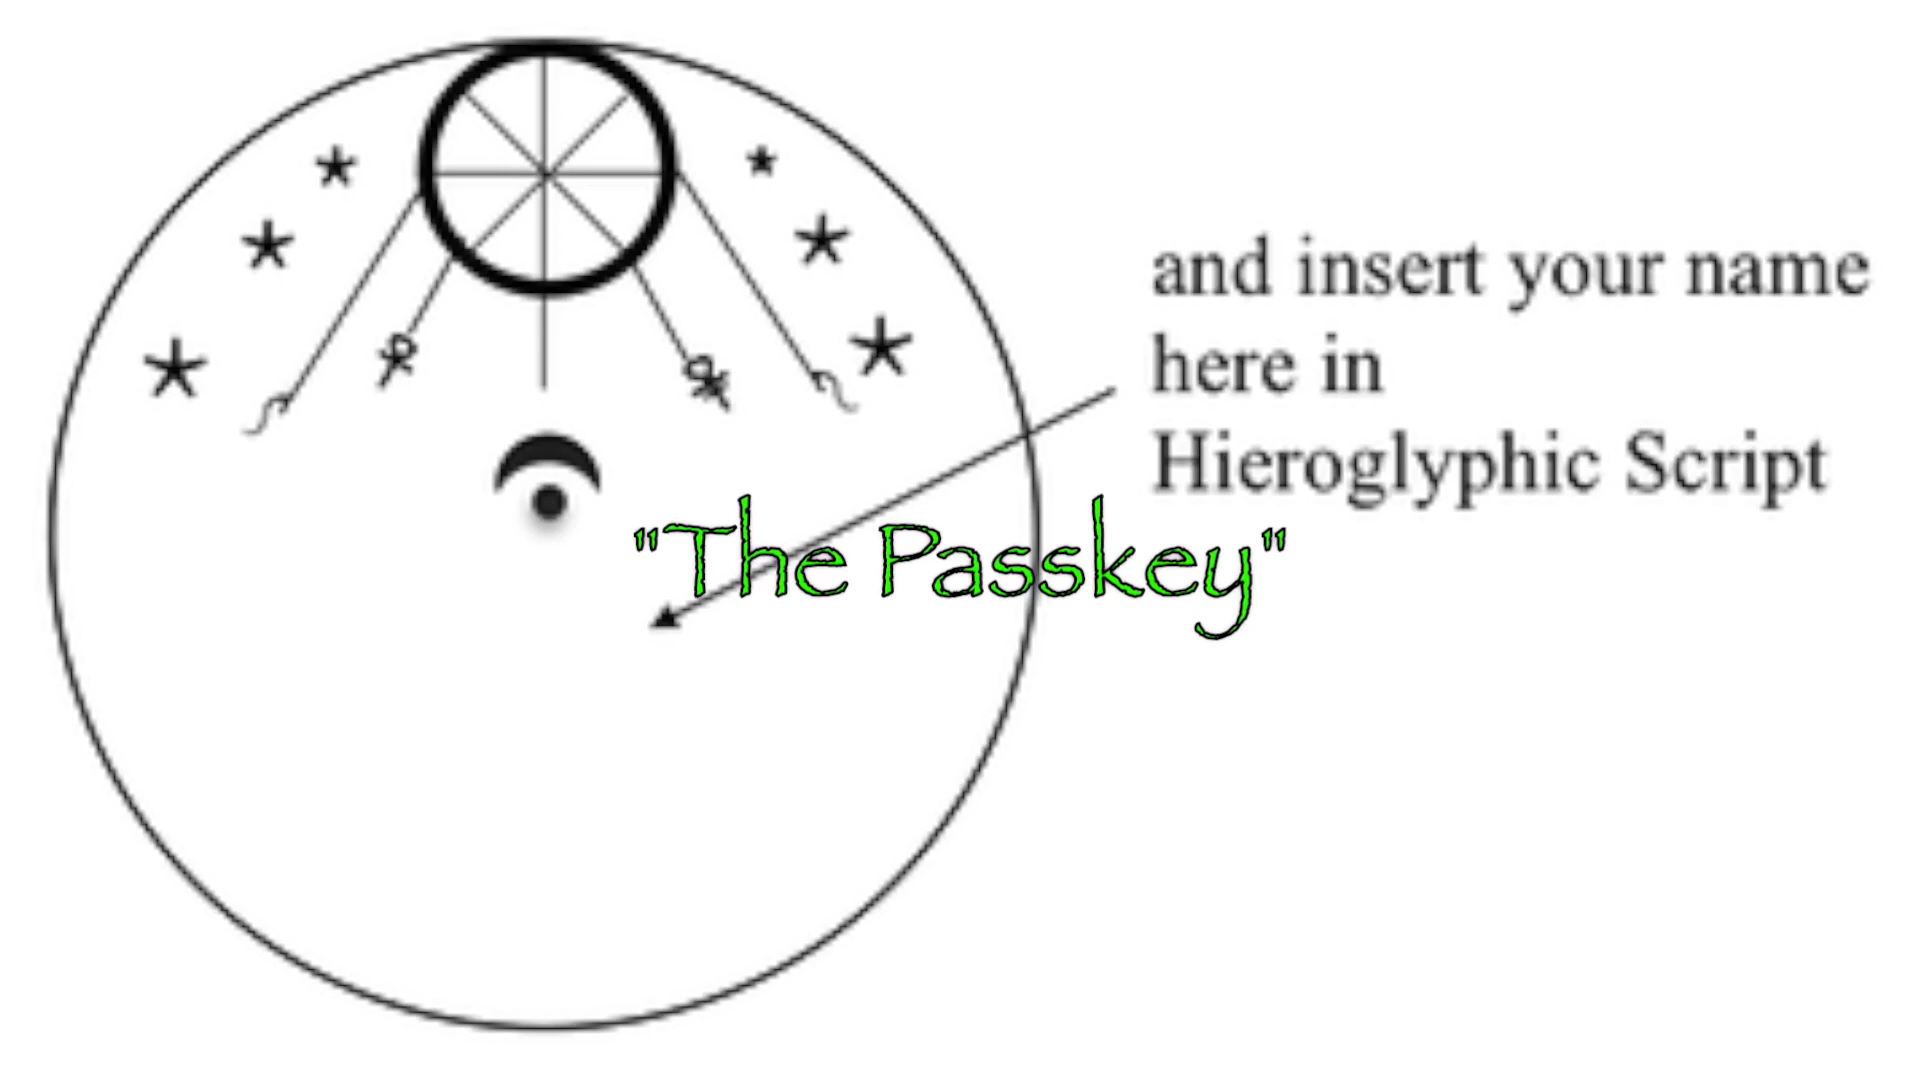 and insert your name
here in
Hieroglyphic Script
"The Passkey"